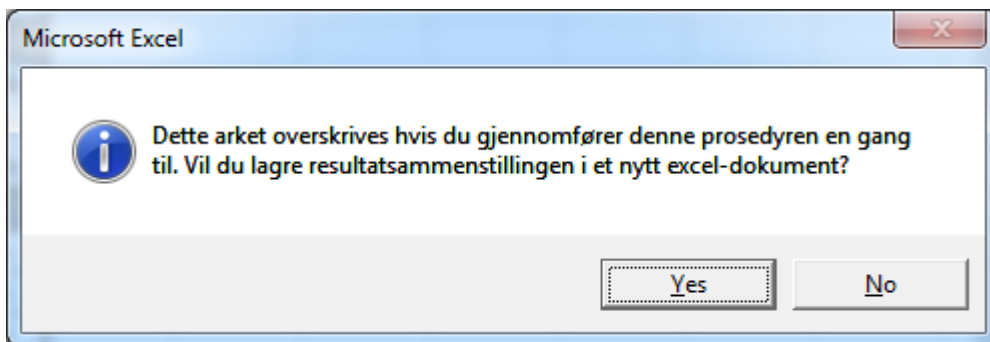 Microsoft Excel
Dette arket overskrives hvis du gjennomfører denne prosedyren en gang
til. Vil du lagre resultatsammenstillingen i et nytt excel-dokument?
Yes
No